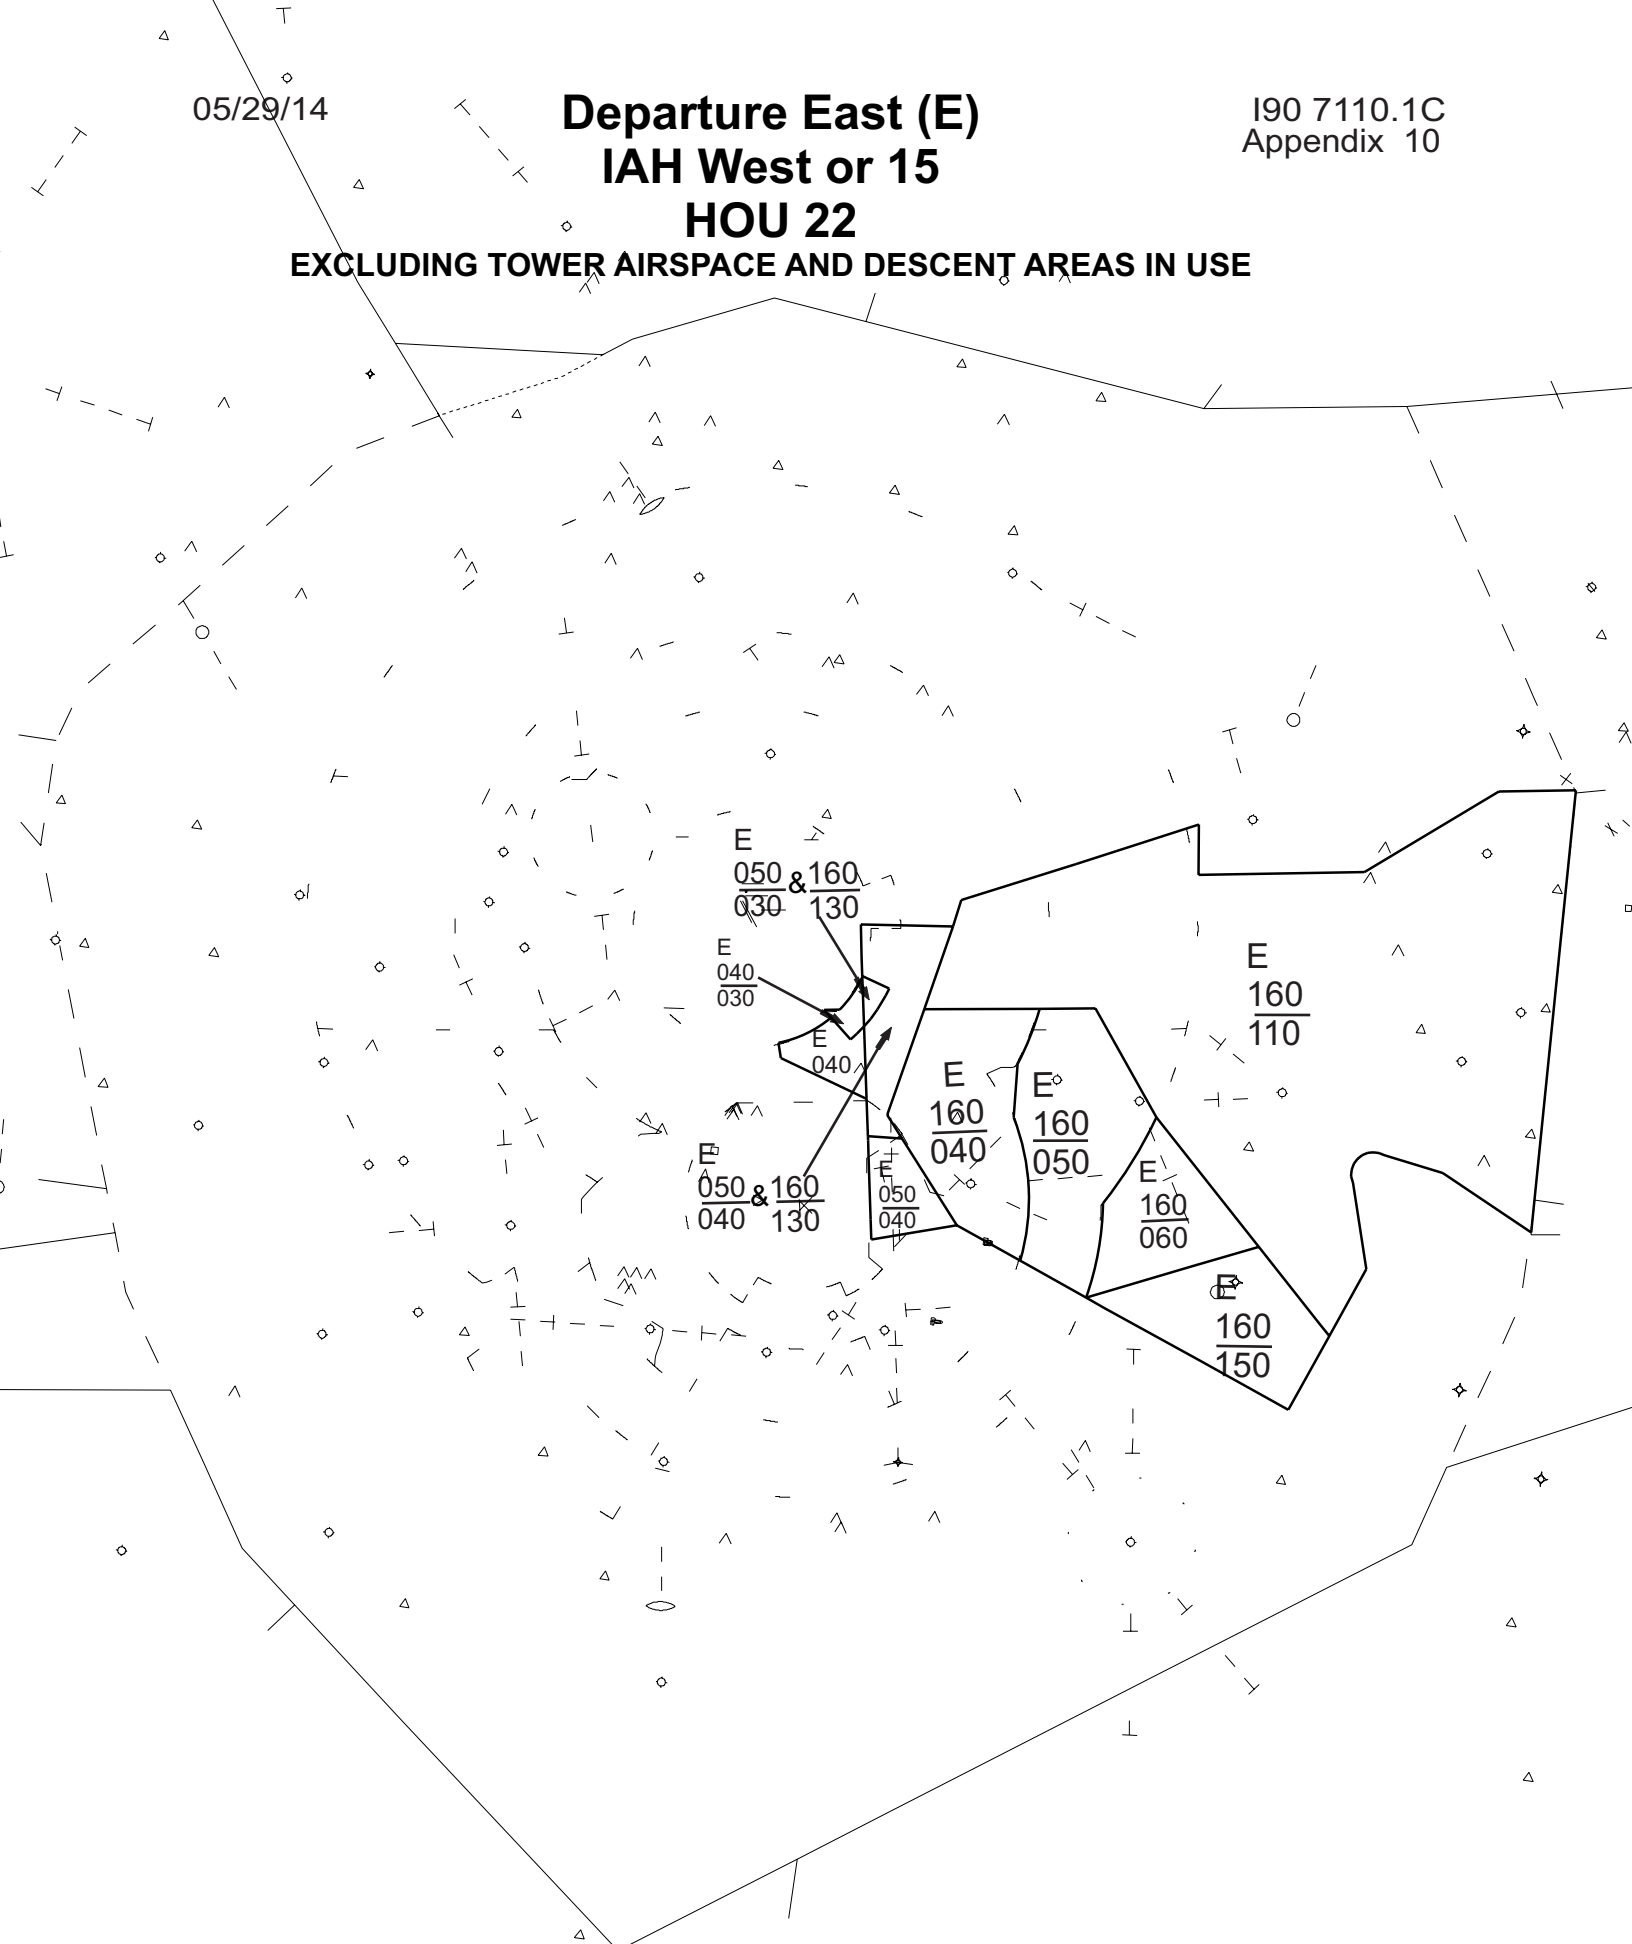 05/29/14
Departure East (E)
IAH West or 15
HOU 22
EXCLUDING TOWER AIRSPACE AND DESCENT AREAS IN USE
I90 7110.1C
Appendix 10
E
050 & 160
030 130
E
040
030
E
040
E
160
110
E
160
040
E
160
050
E
160
060
E
050 & 160
040 130
E
050
040
E
160
150